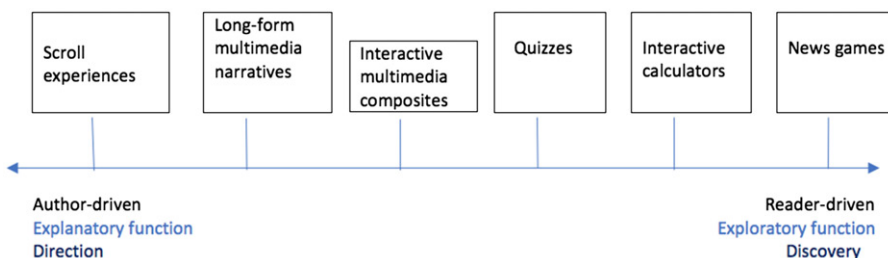 Scroll
experiences
Long-form
multimedia
narratives
Interactive
multimedia
composites
Quizzes
Interactive
calculators
News games
Author-driven
Explanatory function
Direction
Reader-driven
Exploratory function
Discovery